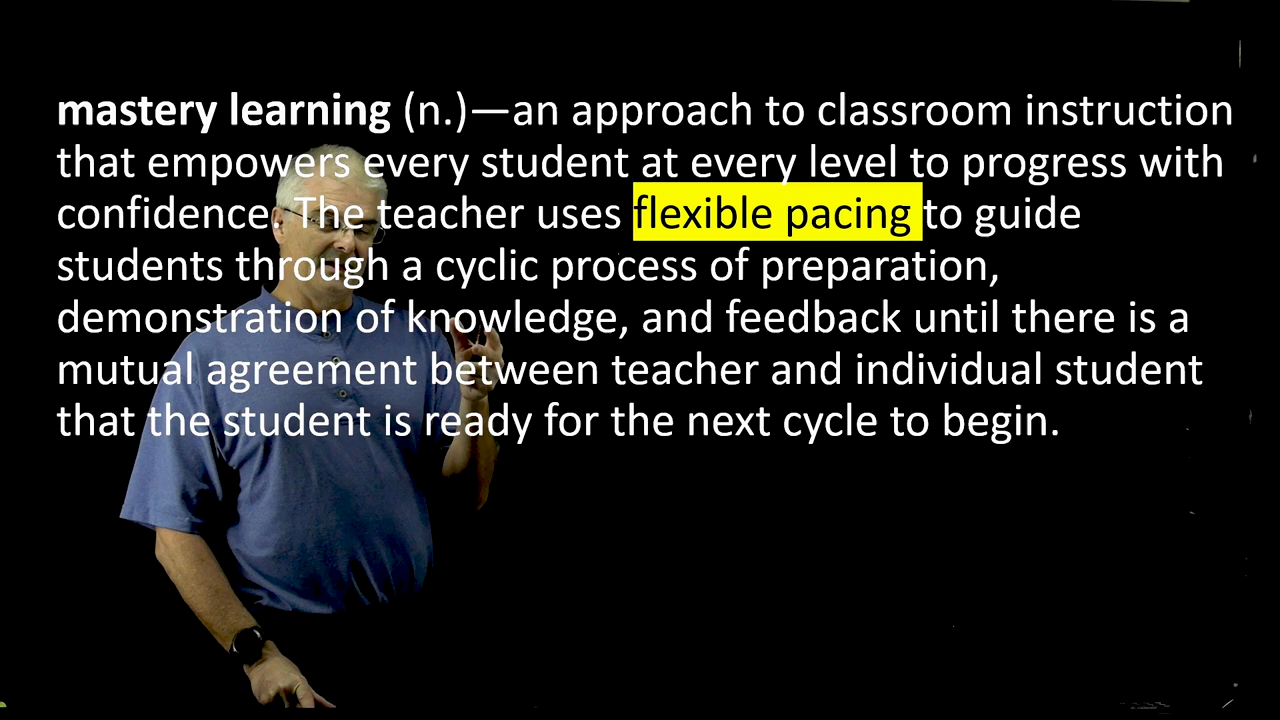 mastery learning (n.)—an approach to classroom instruction
that empowers every student at every level to progress with
confidence. The teacher uses flexible pacing to guide
students through a cyclic process of preparation,
demonstration of knowledge, and feedback until there is a
mutual agreement between teacher and individual student
that the student is ready for the next cycle to begin.